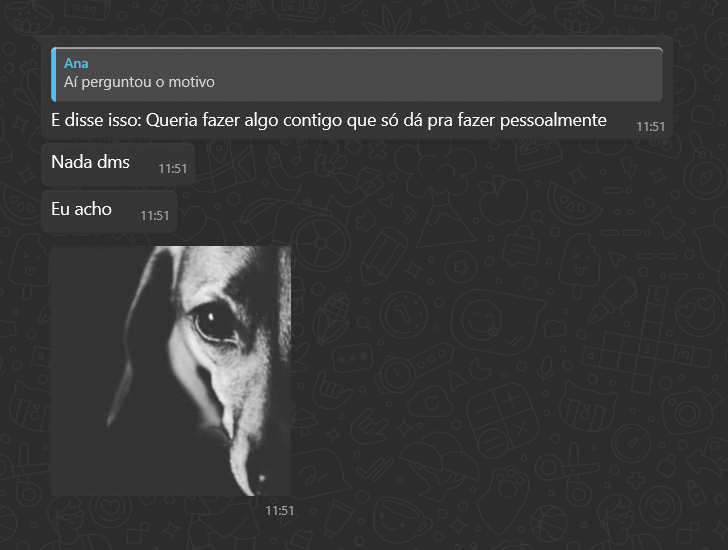 Ana
Aí perguntou o motivo
E disse isso: Queria fazer algo contigo que só dá pra fazer pessoalmente
11:51
Nada dms
11:51
Eu acho
11:51
11:51